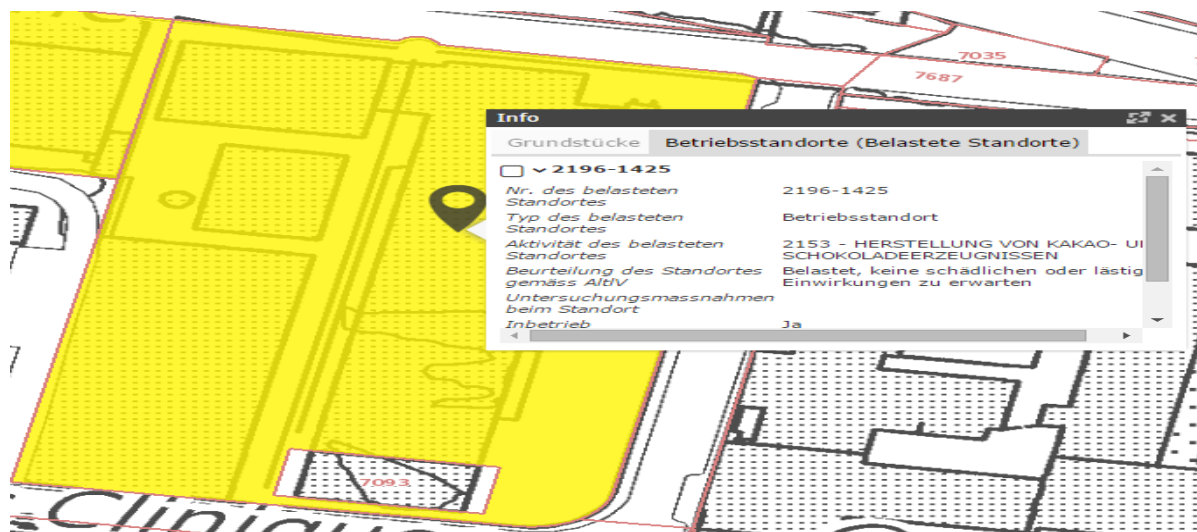 7035
7687
Info
Grundstücke Betriebsstandorte (Belastete Standorte)
2196-1425
Nr. des belasteten 2196-1425
Standortes
Typ des belasteten Betriebsstandort
Standortes
Aktivität des belasteten 2153 - HERSTELLUNG VON KAKAO-
Standortes SCHOKOLADEERZEUGNISSEN
Beurteilung des Standortes Belastet, keine schädlichen oder lästig
gemäss AltlV Einwirkungen zu erwarten
Untersuchungsmassnahmen
beim Standort
Inbetrieb Ja
7093
Clinique